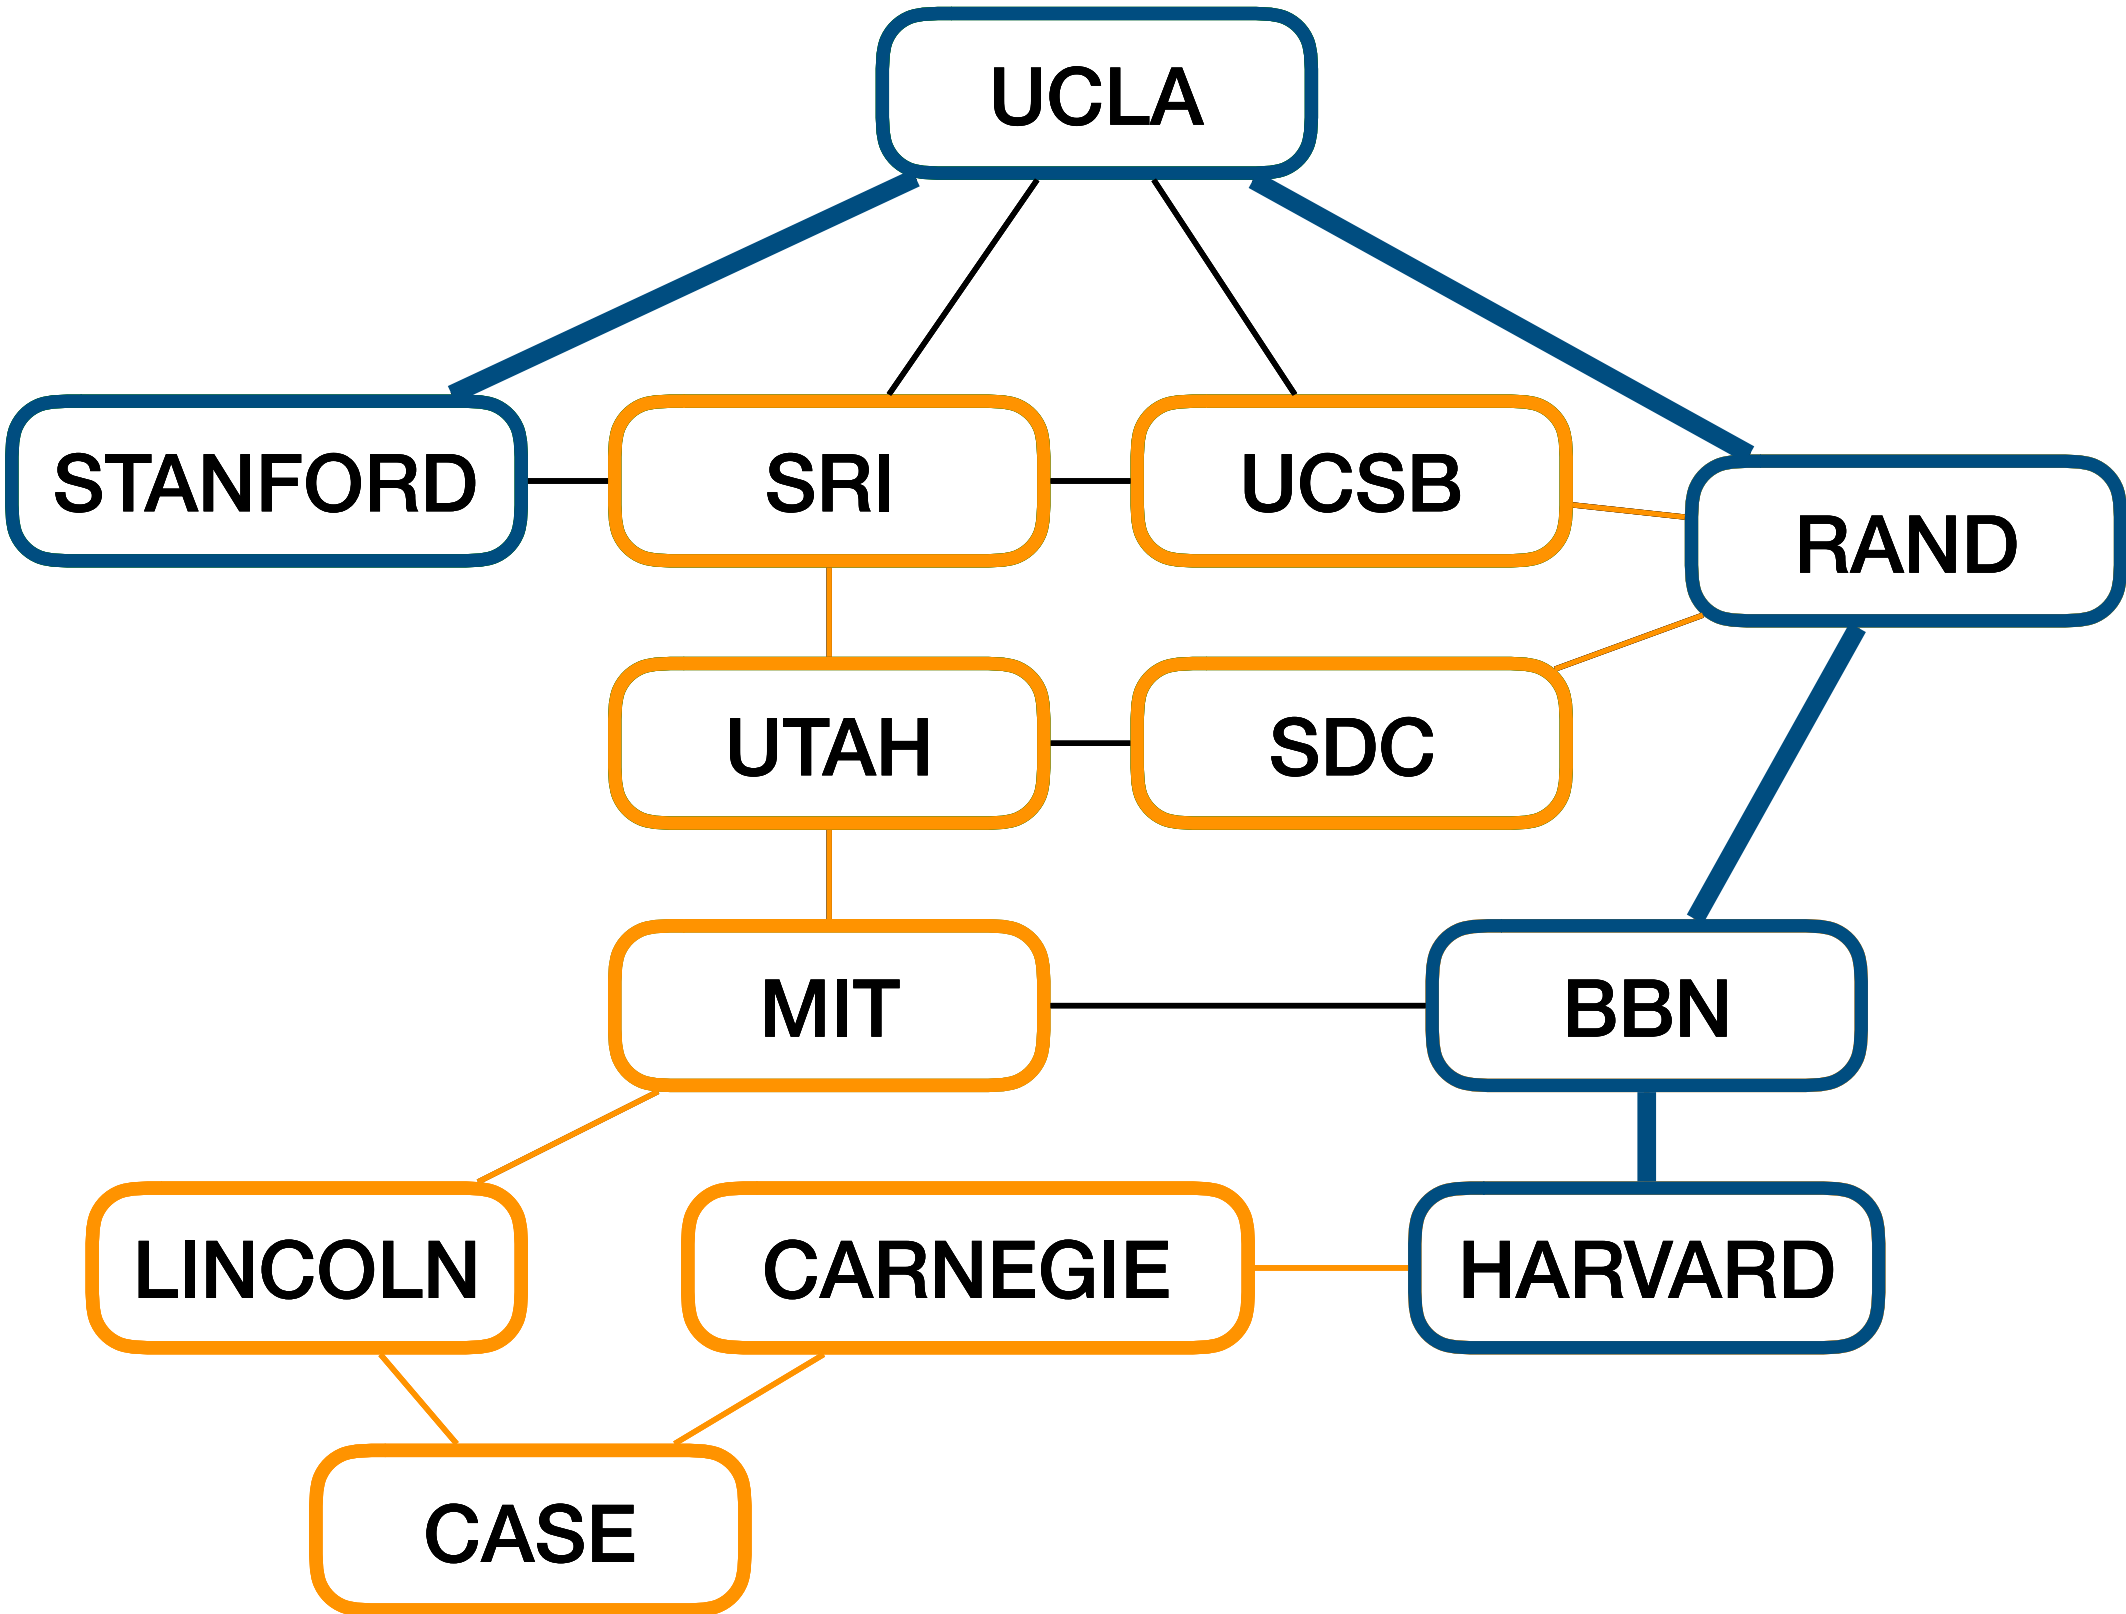 UCLA
STANFORD
SRI
UCSB
RAND
UTAH
SDC
MIT
BBN
LINCOLN
CARNEGIE
HARVARD
CASE